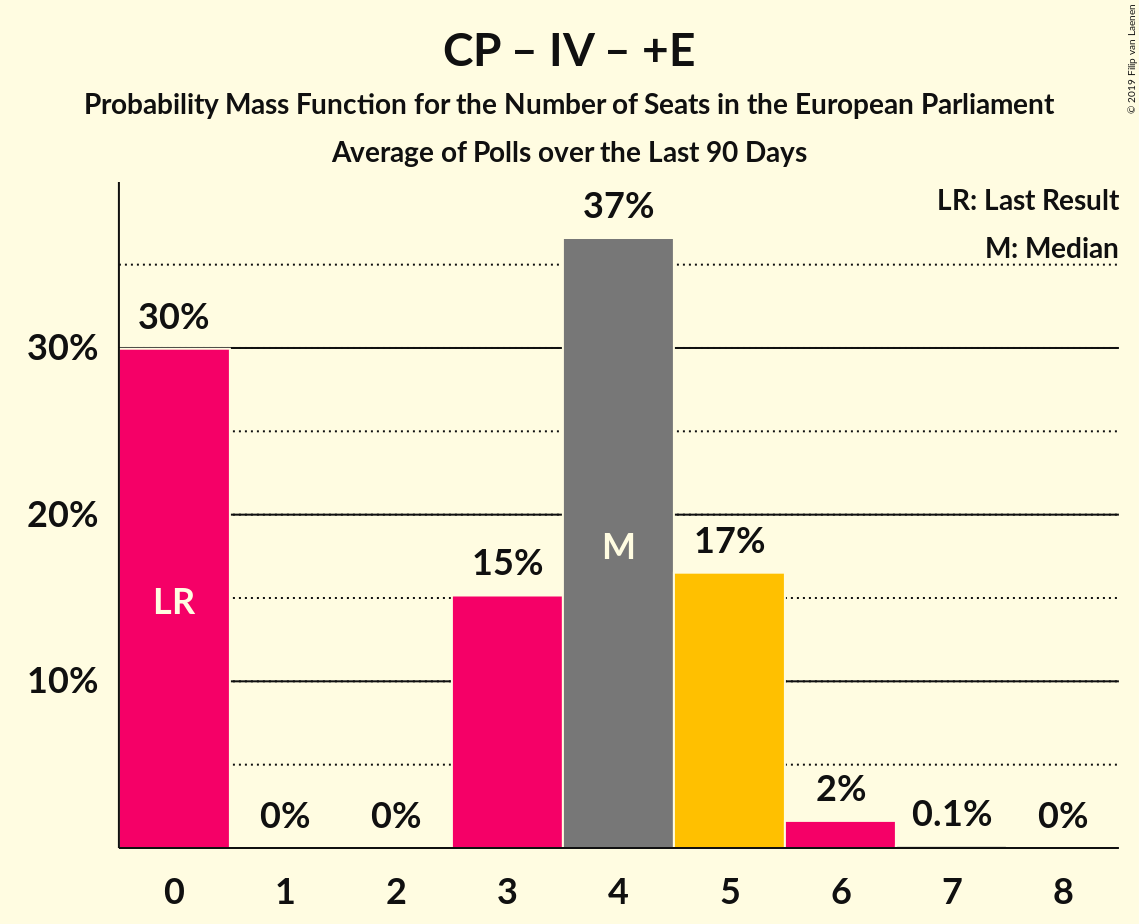 CP – IV – +E
Probability Mass Function for the Number of Seats in the European Parliament
Average of Polls over the Last 90 Days
© 2019 Filip van Laenen
LR: Last Result
M: Median
37%
30%
30%
20%
17%
M
15%
LR
10%
2%
0%
0%
0.1%
0%
0 1 2 3 4 5 6 7 8